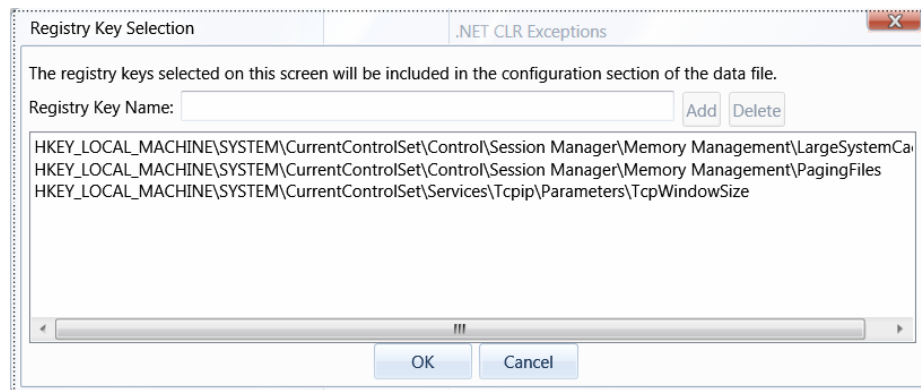 Registry Key Selection
.NET CLR Exceptions
The registry keys selected on this screen will be included in the configuration section of the data file.
Registry Key Name: Add Delete
HKEY_LOCAL_MACHINE\SYSTEM\CurrentControlSet\Control\Session Manager\Memory Management\LargeSystemCa
HKEY_LOCAL_MACHINE\SYSTEM\CurrentControlSet\Control\Session Manager\Memory Management\PagingFiles
HKEY_LOCAL_MACHINE\SYSTEM\CurrentControlSet\Services\Tcpip\Parameters\TcpWindowSize
OK Cancel